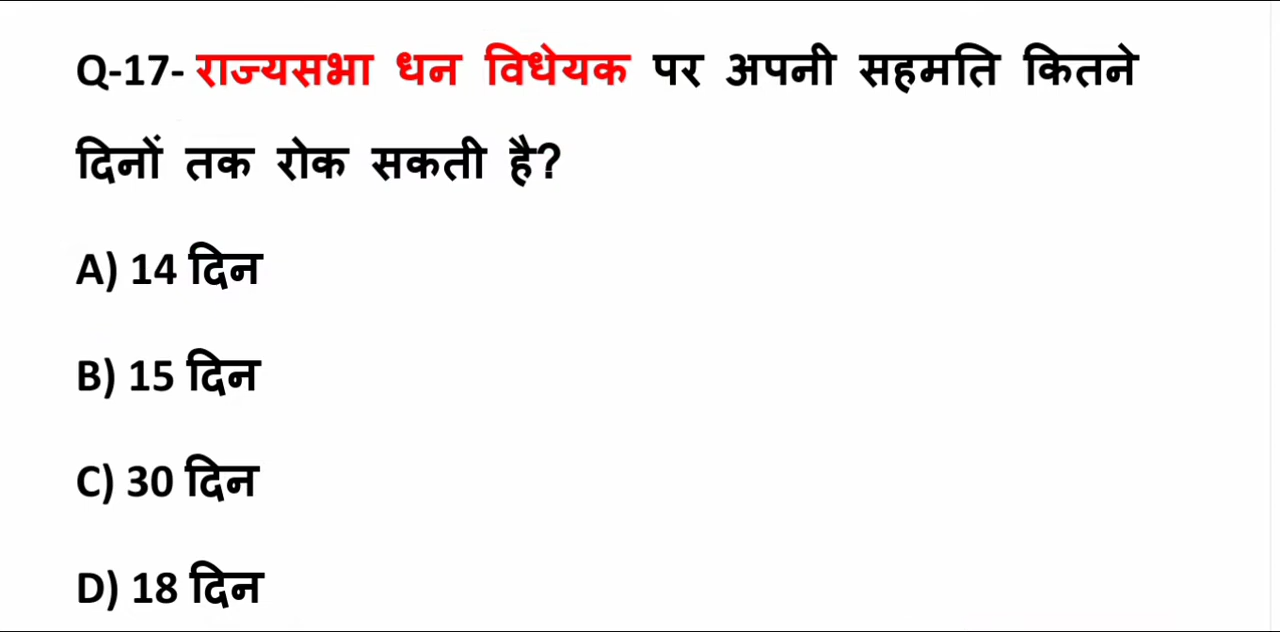 Q-17- राज्यसभा धन विधेयक पर अपनी सहमति कितने
दिनों तक रोक सकती है?
A) 14 दिन
B) 15 दिन
C) 30 दिन
D) 18 दिन